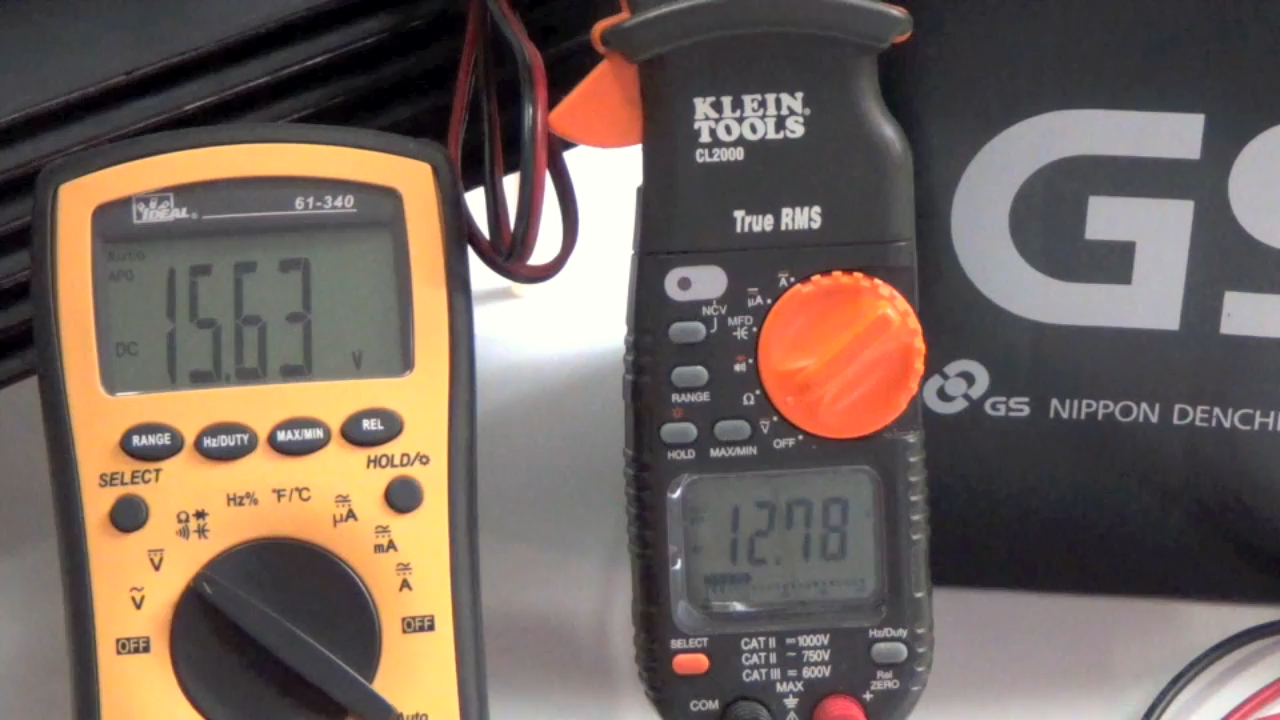 IDEAL®
61-340
Auto
APO
15.63
DC
V
RANGE
Hz/DUTY
MAX/MIN
REL
SELECT
HOLD/
Hz%
°F/°C
Ω
μA
mA
V
A
V
OFF
OFF
Auto
KLEIN
TOOLS®
CL2000
True RMS
A
μA
NCV
MFD
RANGE
Ω
V
OFF
HOLD
MAX/MIN
12.78
SELECT
CAT II ⎓1000V
CAT II ~ 750V
CAT III ≂ 600V
MAX
Hz/Duty
Rel
ZERO
COM
+
GS
GS NIPPON DENCH